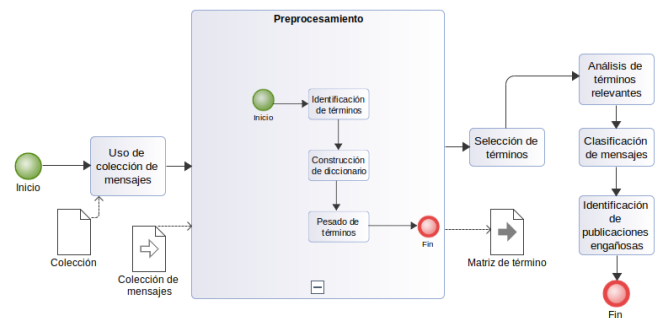 Preprocesamiento
Inicio
Uso de
colección de
mensajes
Colección
Colección de
mensajes
Inicio
Identificación
de términos
Construcción
de diccionario
Pesado de
términos
Fin
Matriz de término
Selección de
términos
Análisis de
términos
relevantes
Clasificación
de mensajes
Identificación
de
publicaciones
engañosas
Fin